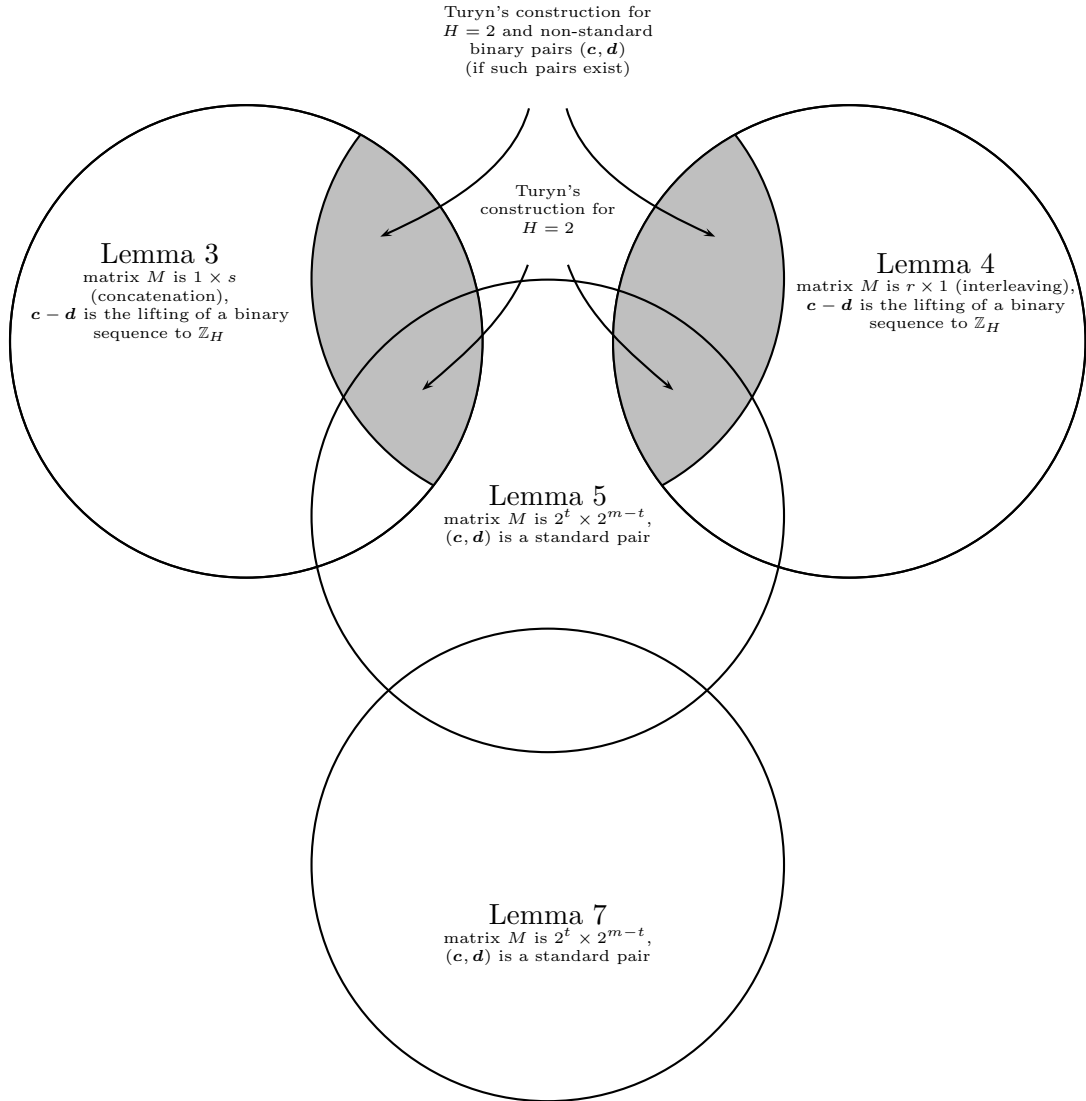 Turyn's construction for
H = 2 and non-standard
binary pairs (c, d)
(if such pairs exist)
Turyn's
construction for
H = 2
Lemma 3
matrix M is 1 × s
(concatenation),
c − d is the lifting of a binary
sequence to ℤ_H
Lemma 4
matrix M is r × 1 (interleaving),
c − d is the lifting of a binary
sequence to ℤ_H
Lemma 5
matrix M is 2^t × 2^{m−t},
(c, d) is a standard pair
Lemma 7
matrix M is 2^t × 2^{m−t},
(c, d) is a standard pair